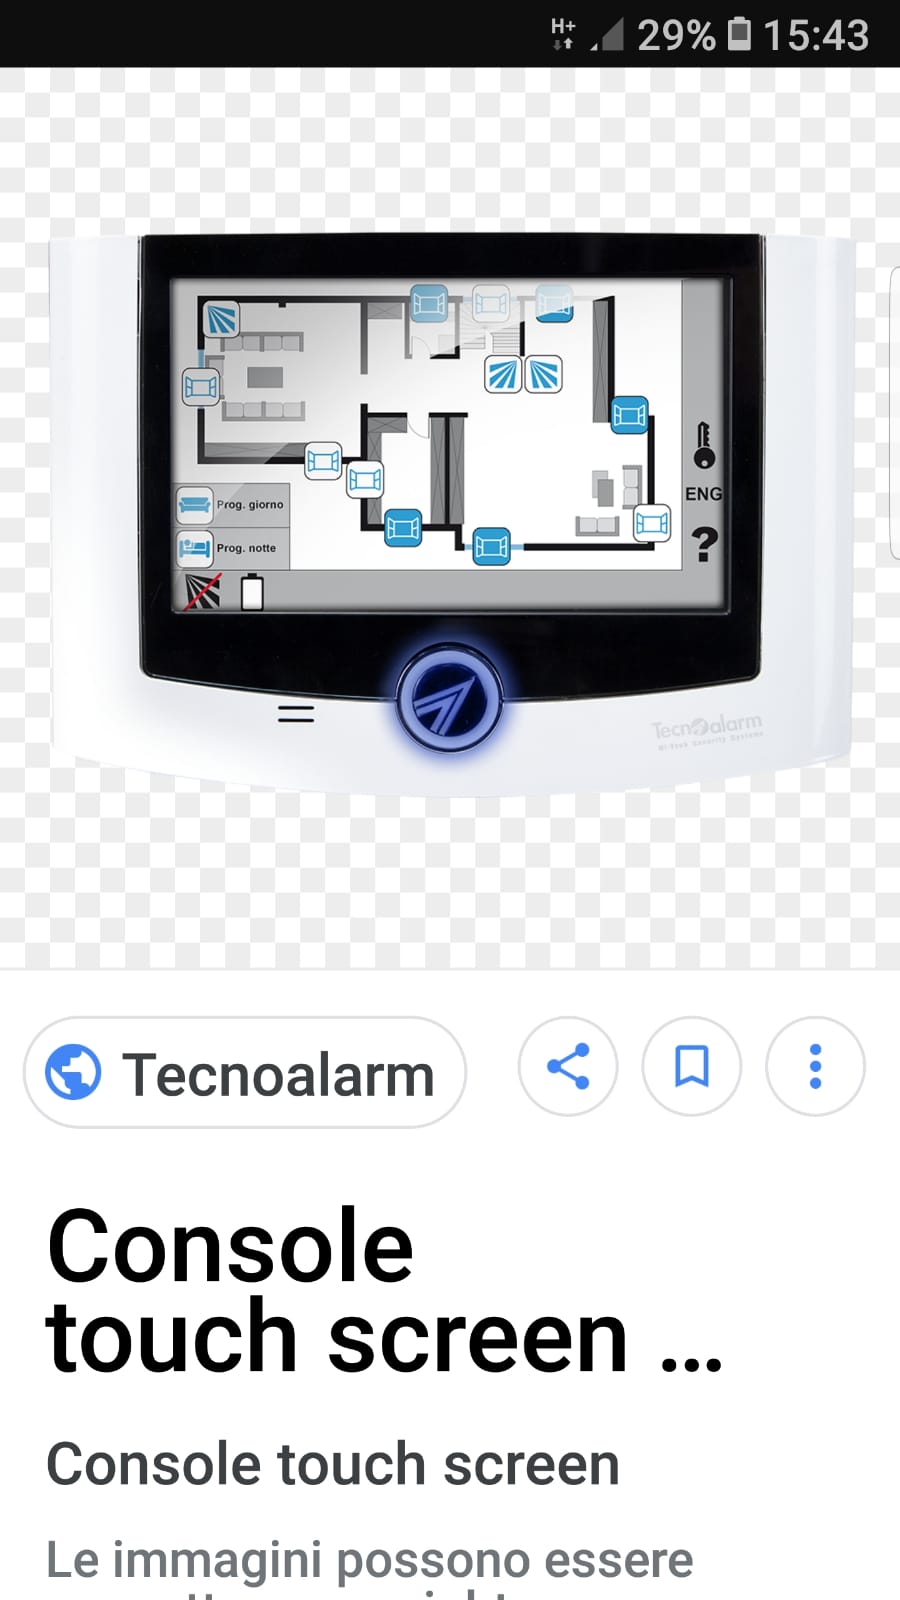 H+ 29% 15:43
Prog. giorno
ENG
Prog. notte
?
Tecnoalarm
Hi-Tech Security Systems
Tecnoalarm
Console
touch screen ...
Console touch screen
Le immagini possono essere